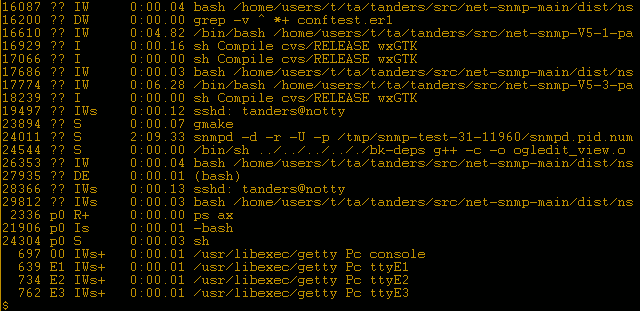 16087 ?? IW 0:00.04 bash /home/users/t/ta/tanders/src/net-snmp-main/dist/ns
16200 ?? DW 0:00.00 grep -v ^ *+ conftest.er1
16610 ?? IW 0:04.82 /bin/bash /home/users/t/ta/tanders/src/net-snmp-V5-1-pa
16929 ?? I 0:00.16 sh Compile cvs/RELEASE wxGTK
17066 ?? I 0:00.00 sh Compile cvs/RELEASE wxGTK
17686 ?? IW 0:00.03 bash /home/users/t/ta/tanders/src/net-snmp-main/dist/ns
17774 ?? IW 0:06.28 /bin/bash /home/users/t/ta/tanders/src/net-snmp-V5-3-pa
18239 ?? I 0:00.00 sh Compile cvs/RELEASE wxGTK
19497 ?? IWs 0:00.12 sshd: tanders@notty
23894 ?? S 0:00.07 gmake
24011 ?? S 2:09.33 snmpd -d -r -U -p /tmp/snmp-test-31-11960/snmpd.pid.num
24544 ?? S 0:00.00 /bin/sh ../../../.././bk-deps g++ -c -o ogledit_view.o
26353 ?? IW 0:00.04 bash /home/users/t/ta/tanders/src/net-snmp-main/dist/ns
27935 ?? DE 0:00.01 (bash)
28366 ?? IWs 0:00.13 sshd: tanders@notty
29812 ?? IWs 0:00.03 bash /home/users/t/ta/tanders/src/net-snmp-main/dist/ns
2336 p0 R+ 0:00.00 ps ax
21906 p0 Is 0:00.01 -bash
24304 p0 S 0:00.03 sh
697 00 IWs+ 0:00.01 /usr/libexec/getty Pc console
639 E1 IWs+ 0:00.01 /usr/libexec/getty Pc ttyE1
734 E2 IWs+ 0:00.01 /usr/libexec/getty Pc ttyE2
762 E3 IWs+ 0:00.01 /usr/libexec/getty Pc ttyE3
$